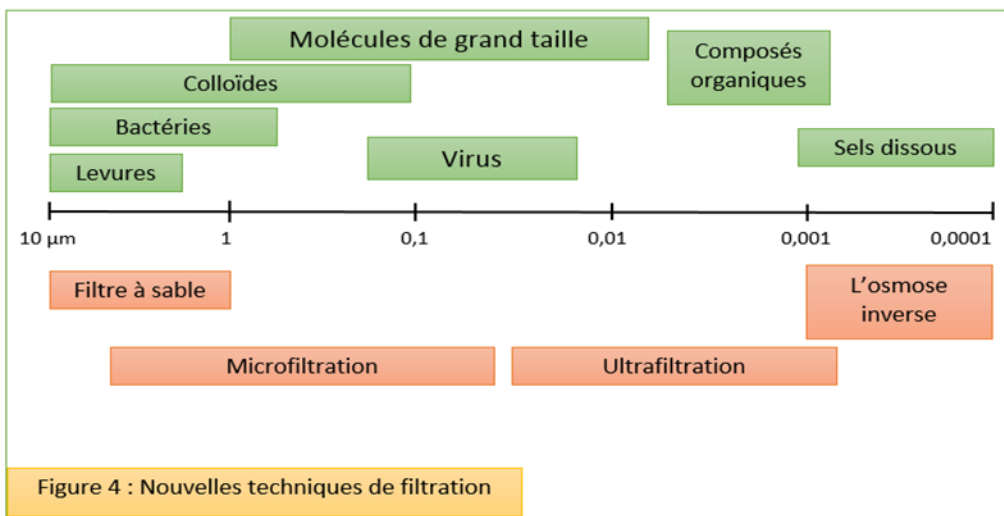 Molécules de grand taille
Composés
organiques
Colloïdes
Bactéries
Virus
Sels dissous
Levures
10 µm
1
0,1
0,01
0,001
0,0001
Filtre à sable
L'osmose
inverse
Microfiltration
Ultrafiltration
Figure 4 : Nouvelles techniques de filtration